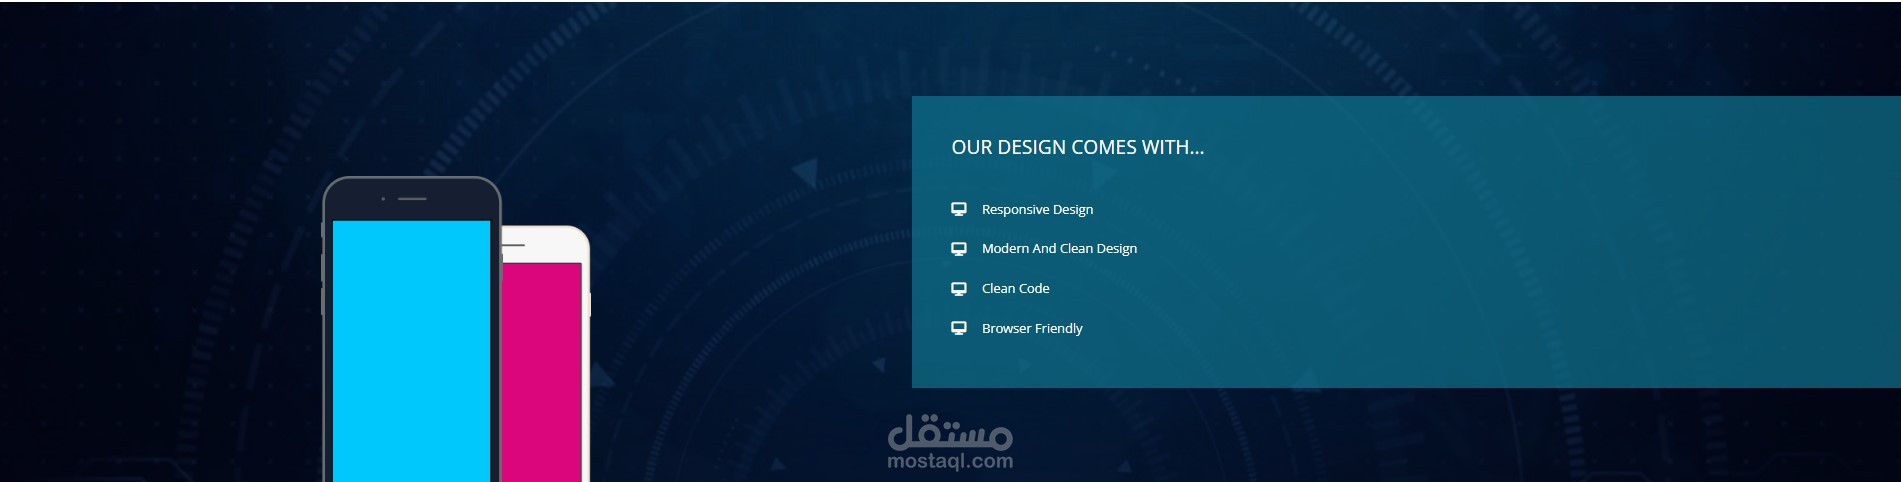 OUR DESIGN COMES WITH...
Responsive Design
Modern And Clean Design
Clean Code
Browser Friendly
مستقل
mostaql.com